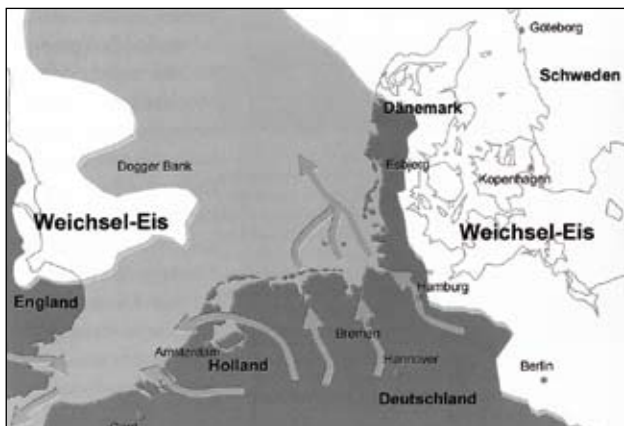 Göteborg
Schweden
Dänemark
Dogger Bank
Esbjerg
Kopenhagen
Weichsel-Eis
Weichsel-Eis
England
Hamburg
Bremen
Amsterdam
Holland
Hannover
Berlin
Deutschland